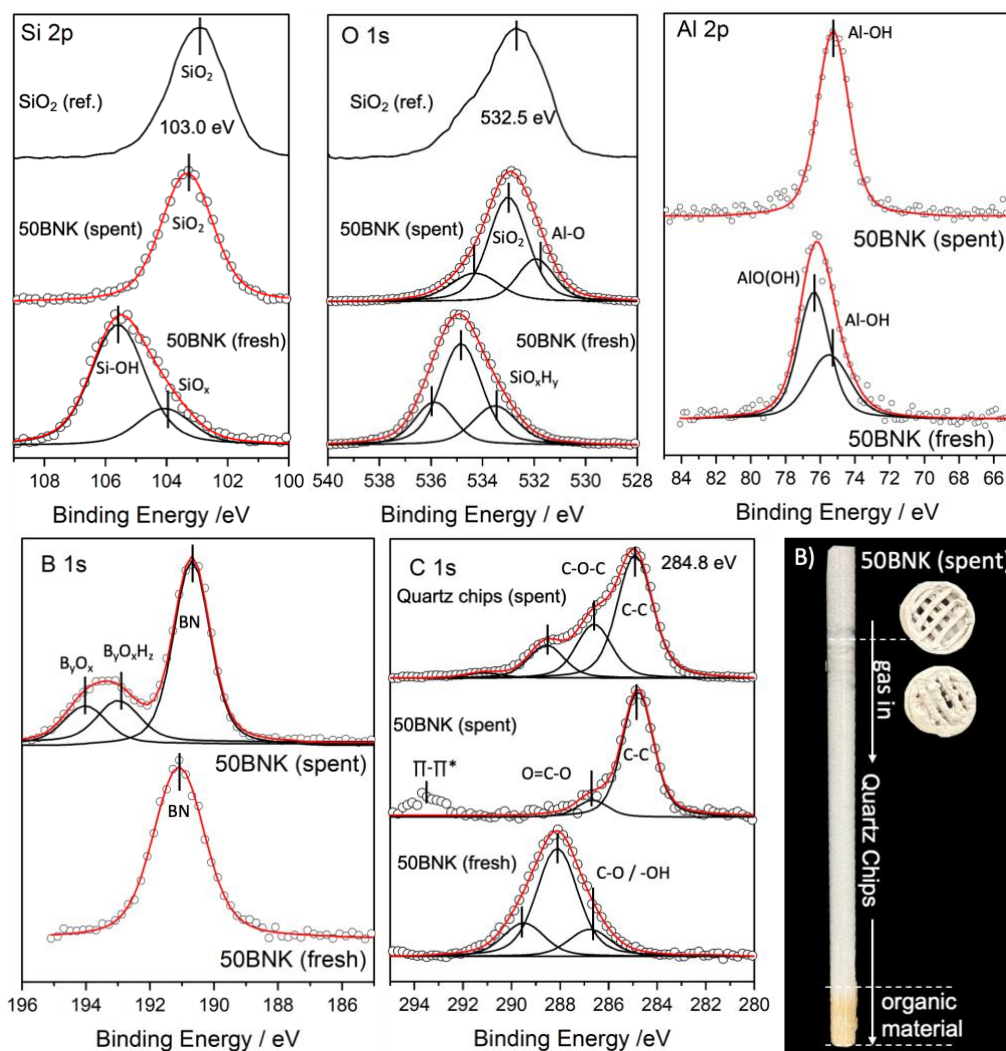 Si 2p
SiO₂
SiO₂ (ref.)
103.0 eV
50BNK (spent)
SiO₂
50BNK (fresh)
Si-OH
SiOₓ
108 106 104 102 100
Binding Energy /eV
O 1s
SiO₂ (ref.)
532.5 eV
50BNK (spent)
SiO₂
Al-O
50BNK (fresh)
SiOₓHᵧ
540 538 536 534 532 530 528
Binding Energy / eV
Al 2p
Al-OH
50BNK (spent)
AlO(OH)
Al-OH
50BNK (fresh)
84 82 80 78 76 74 72 70 68 66
Binding Energy / eV
B 1s
BN
BᵧOₓ
BᵧOₓH_z
50BNK (spent)
BN
50BNK (fresh)
196 194 192 190 188 186
Binding Energy / eV
C 1s
284.8 eV
C-O-C
Quartz chips (spent)
C-C
50BNK (spent)
C-C
Π-Π*
O=C-O
50BNK (fresh)
C-O / -OH
294 292 290 288 286 284 282 280
Binding Energy / eV
B)
50BNK (spent)
gas in
Quartz Chips
organic
material